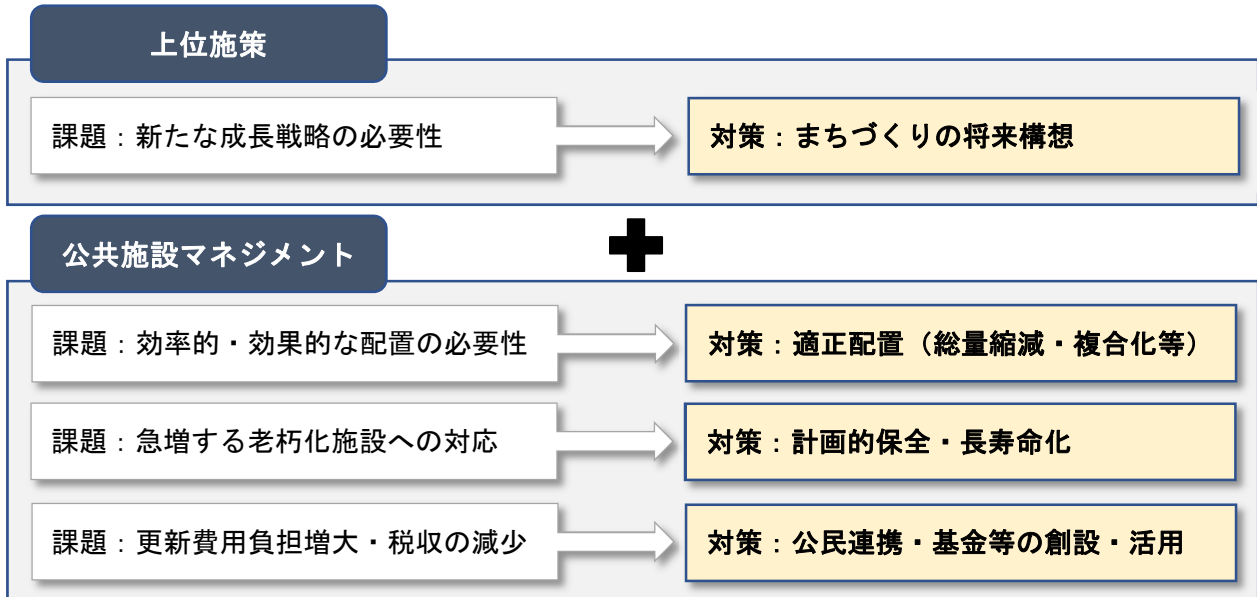 上位施策
課題：新たな成長戦略の必要性
対策：まちづくりの将来構想
公共施設マネジメント
課題：効率的・効果的な配置の必要性
対策：適正配置（総量縮減・複合化等）
課題：急増する老朽化施設への対応
対策：計画的保全・長寿命化
課題：更新費用負担増大・税収の減少
対策：公民連携・基金等の創設・活用